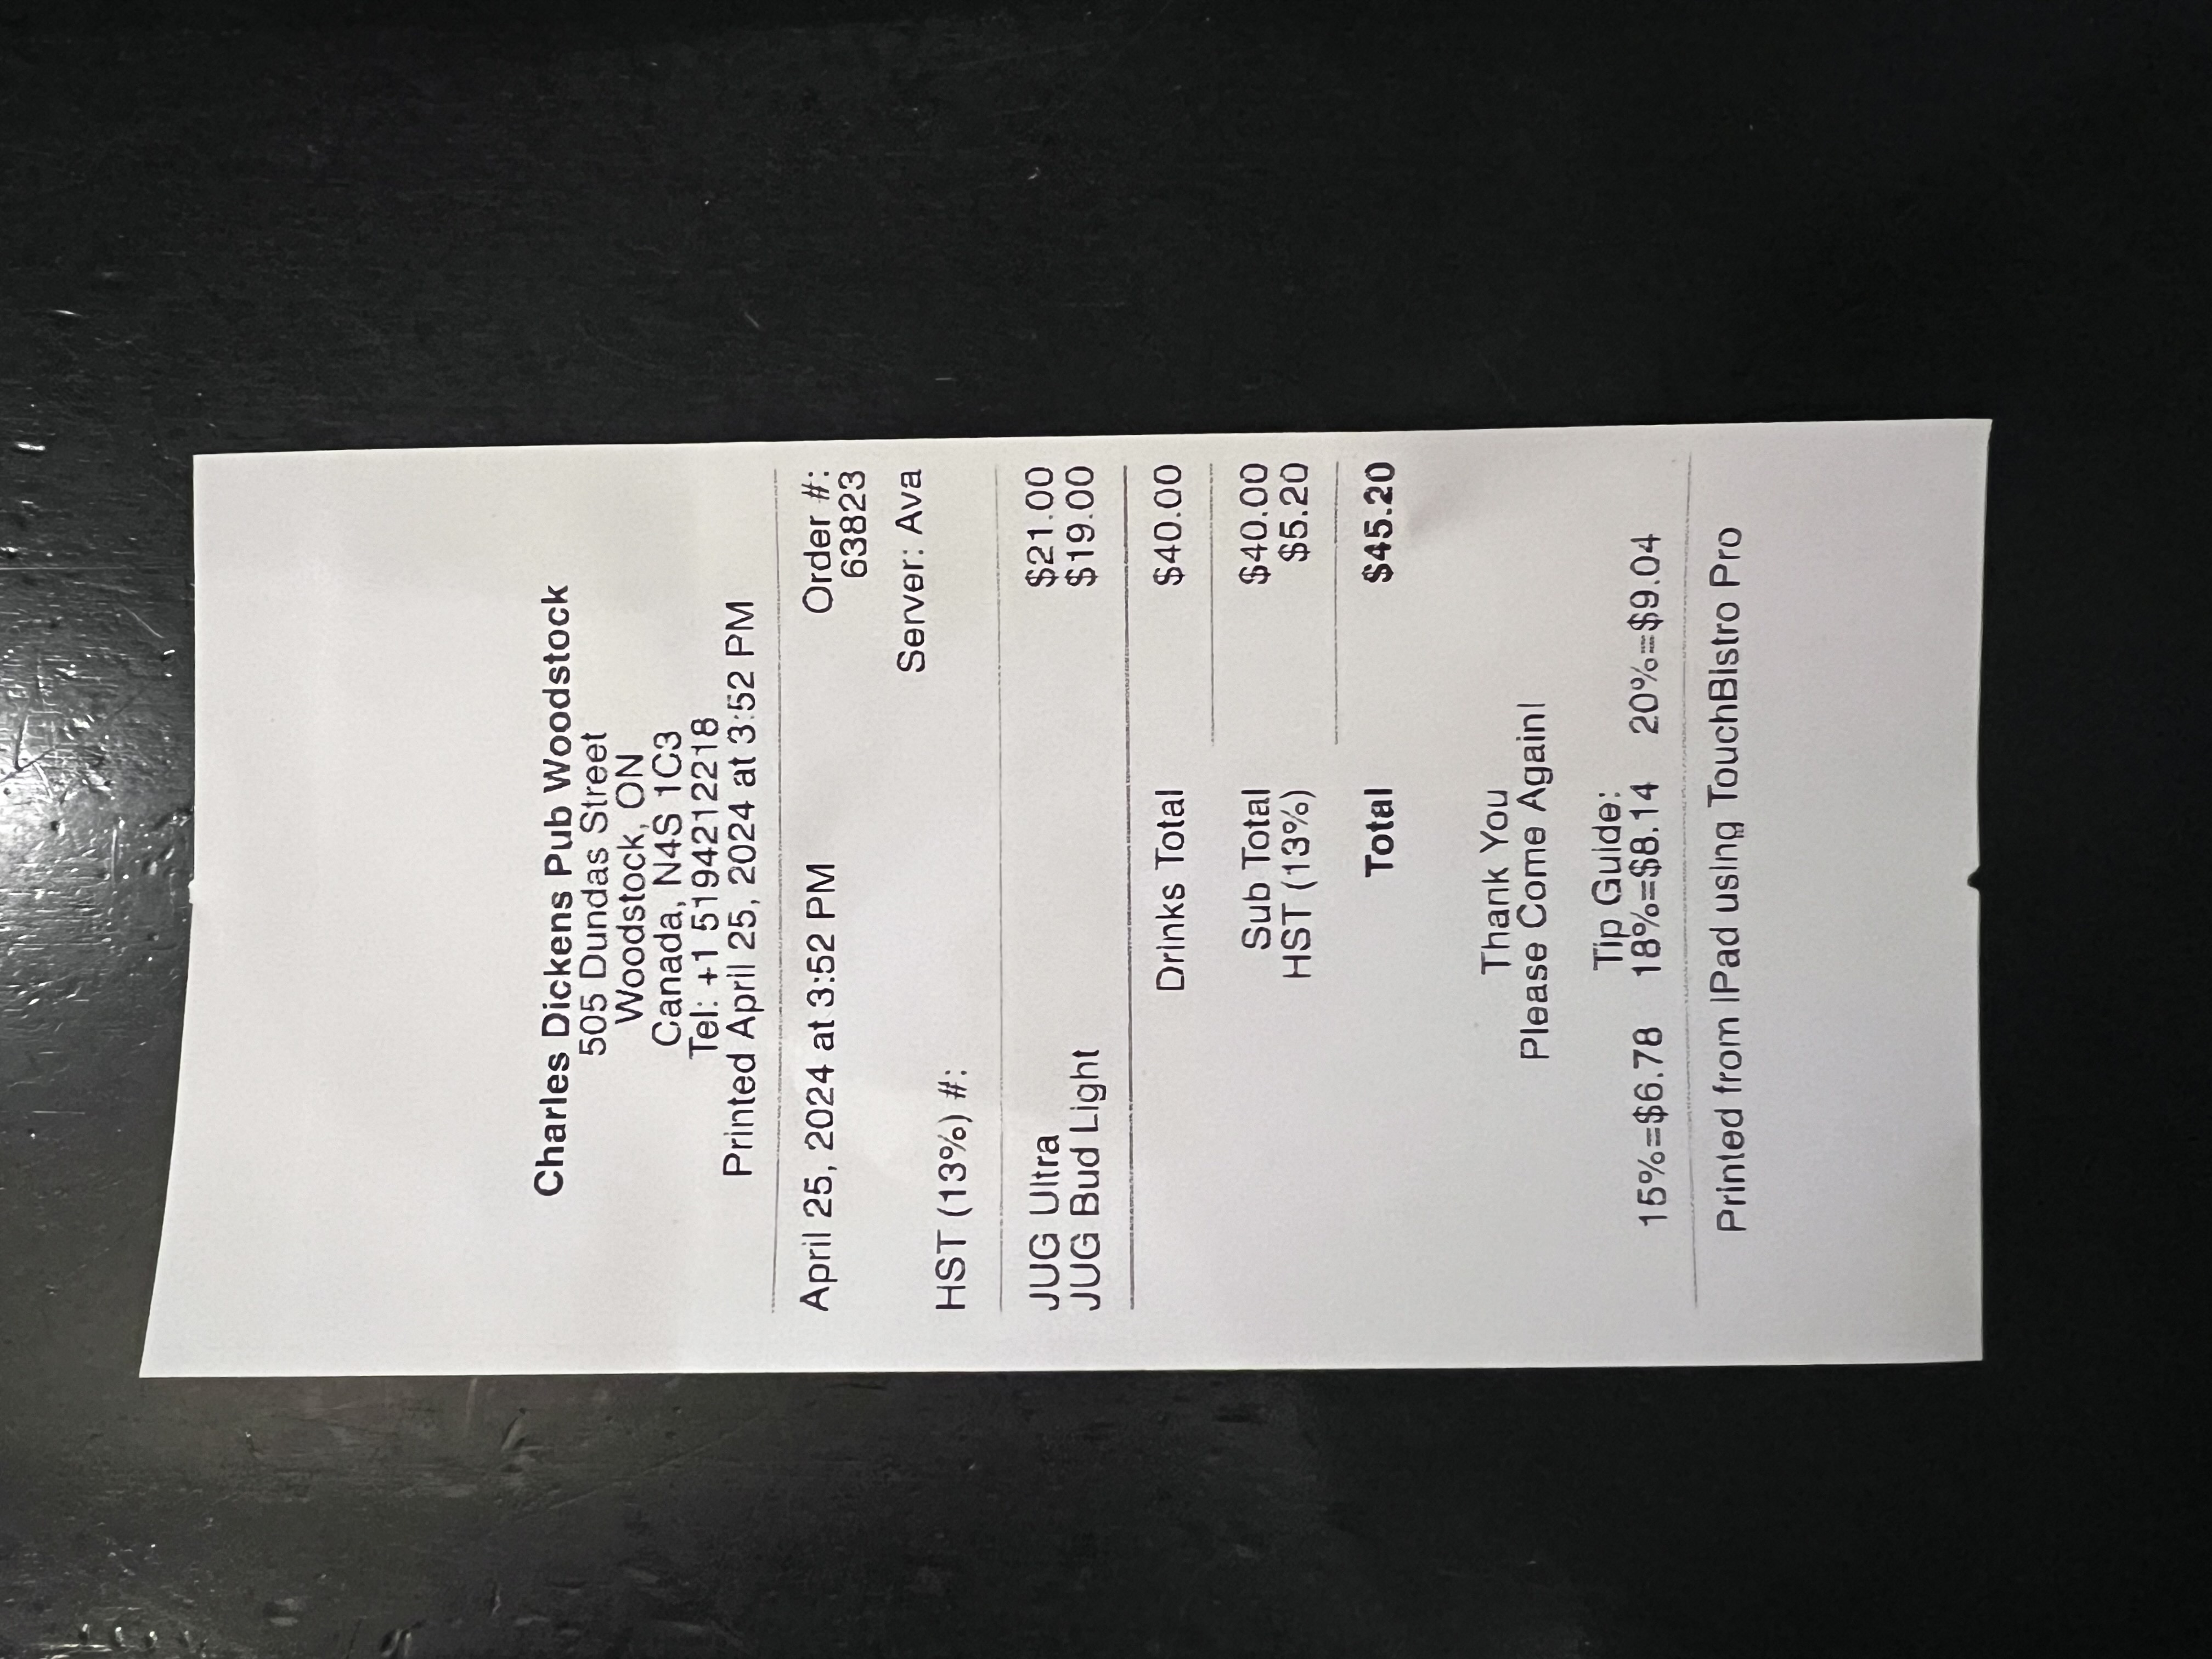 Charles Dickens Pub Woodstock
505 Dundas Street
Woodstock, ON
Canada, N4S 1C3
Tel: +1 5194212218
Printed April 25, 2024 at 3:52 PM
April 25, 2024 at 3:52 PM Order #:
63823
Server: Ava
HST (13%) #:
JUG Ultra $21.00
JUG Bud Light $19.00
Drinks Total $40.00
Sub Total $40.00
HST (13%) $5.20
Total $45.20
Thank You
Please Come Again!
Tip Guide:
15%=$6.78 18%=$8.14 20%=$9.04
Printed from iPad using TouchBistro Pro